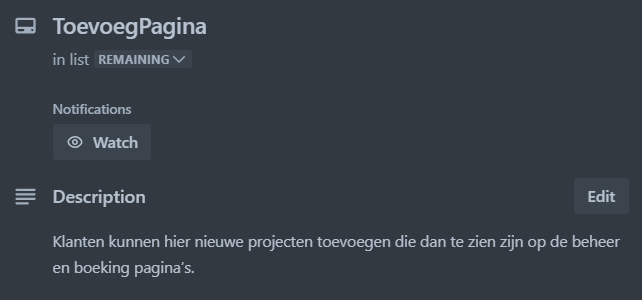 ToevoegPagina
in list REMAINING
Notifications
Watch
Description
Edit
Klanten kunnen hier nieuwe projecten toevoegen die dan te zien zijn op de beheer
en boeking pagina's.